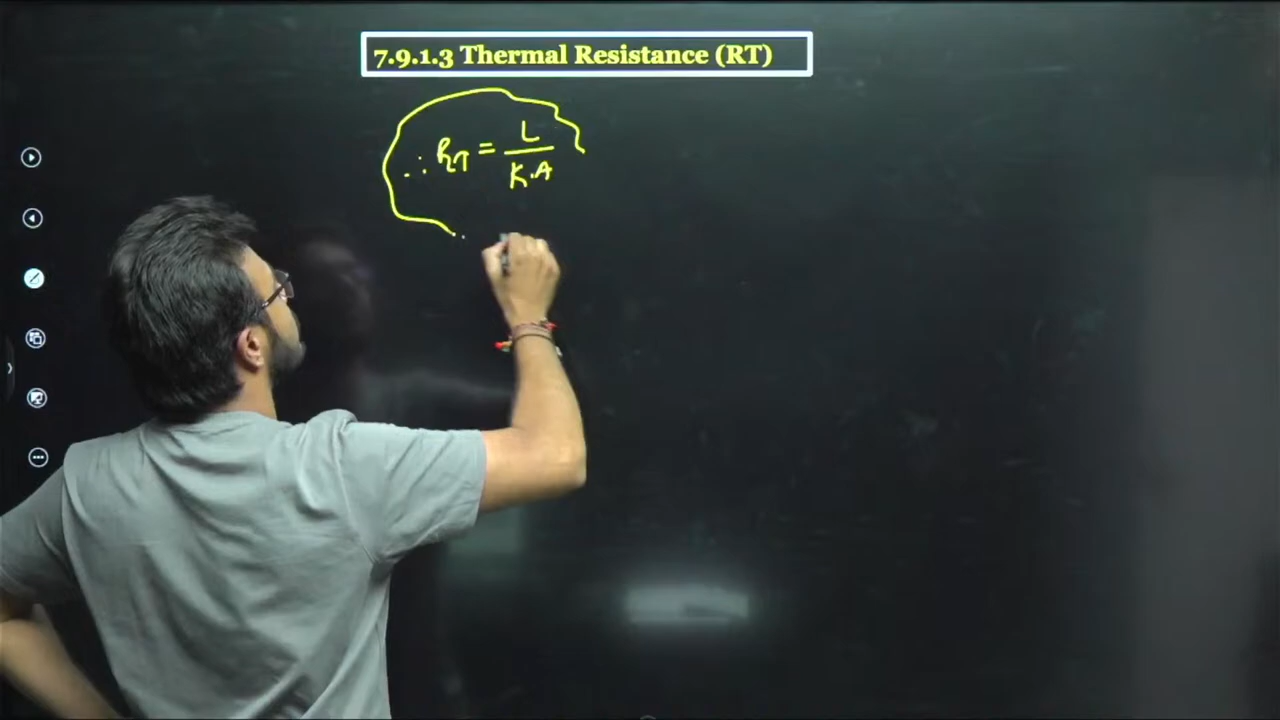 7.9.1.3 Thermal Resistance (RT)
∴ RT = L / K.A